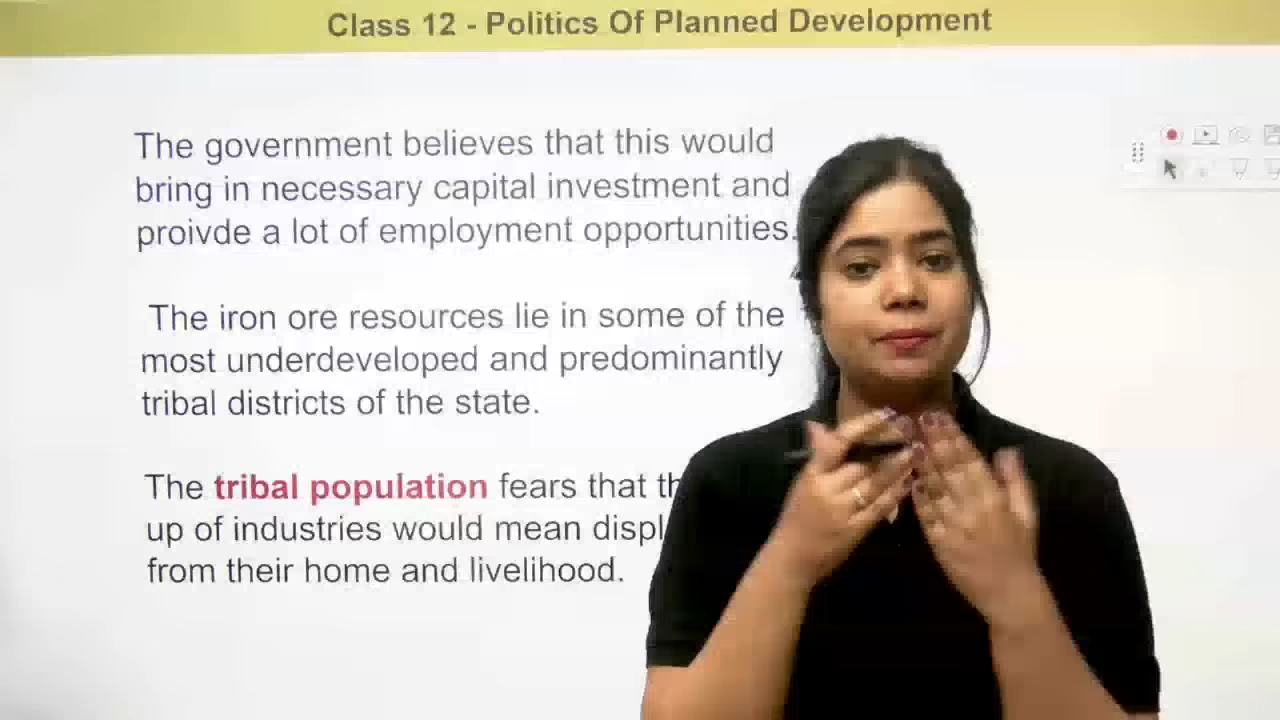 Class 12 - Politics Of Planned Development
The government believes that this would
bring in necessary capital investment and
proivde a lot of employment opportunities.
The iron ore resources lie in some of the
most underdeveloped and predominantly
tribal districts of the state.
The tribal population fears that
up of industries would mean
from their home and livelihood.